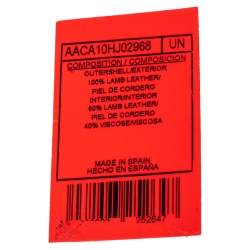 AACA10HJ02968 UN
COMPOSITION / COMPOSICION
OUTERSHELL/EXTERIOR
100% LAMB LEATHER/
PIEL DE CORDERO
INTERIOR/INTERIOR
60% LAMB LEATHER/
PIEL DE CORDERO
40% VISCOSE/VISCOSA
MADE IN SPAIN
HECHO EN ESPAÑA